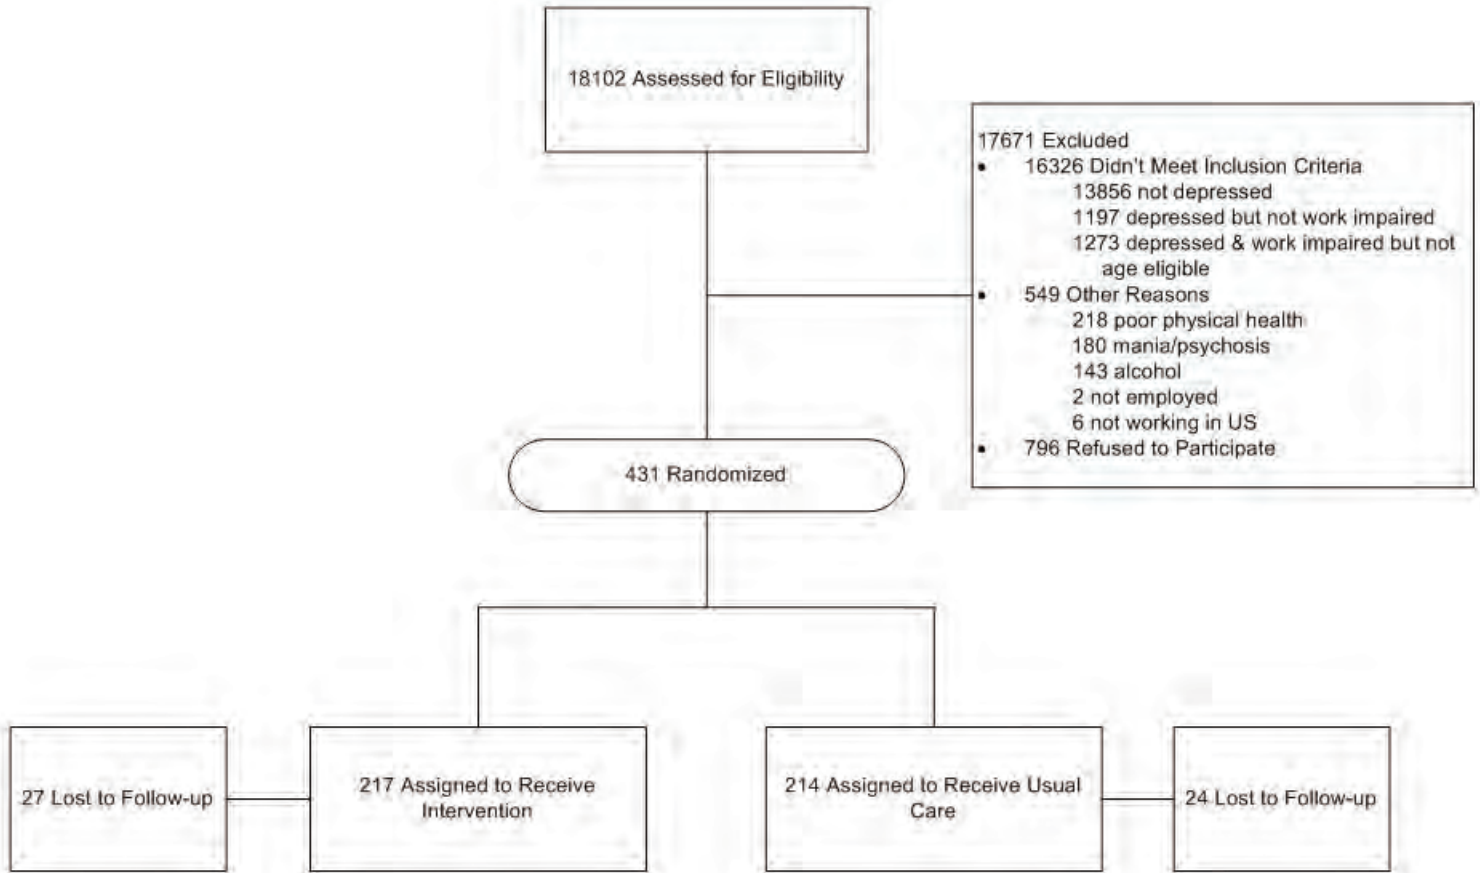 18102 Assessed for Eligibility
17671 Excluded
• 16326 Didn't Meet Inclusion Criteria
13856 not depressed
1197 depressed but not work impaired
1273 depressed & work impaired but not
age eligible
• 549 Other Reasons
218 poor physical health
180 mania/psychosis
143 alcohol
2 not employed
6 not working in US
• 796 Refused to Participate
431 Randomized
27 Lost to Follow-up
217 Assigned to Receive
Intervention
214 Assigned to Receive Usual
Care
24 Lost to Follow-up